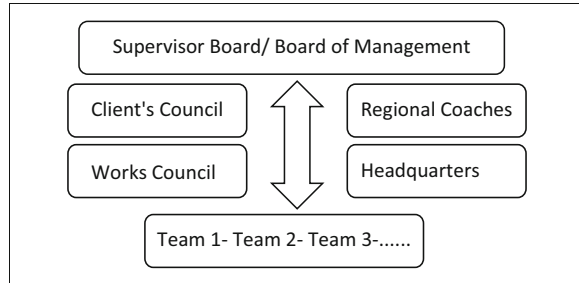 Supervisor Board/ Board of Management
Client's Council
Regional Coaches
Works Council
Headquarters
Team 1- Team 2- Team 3-......